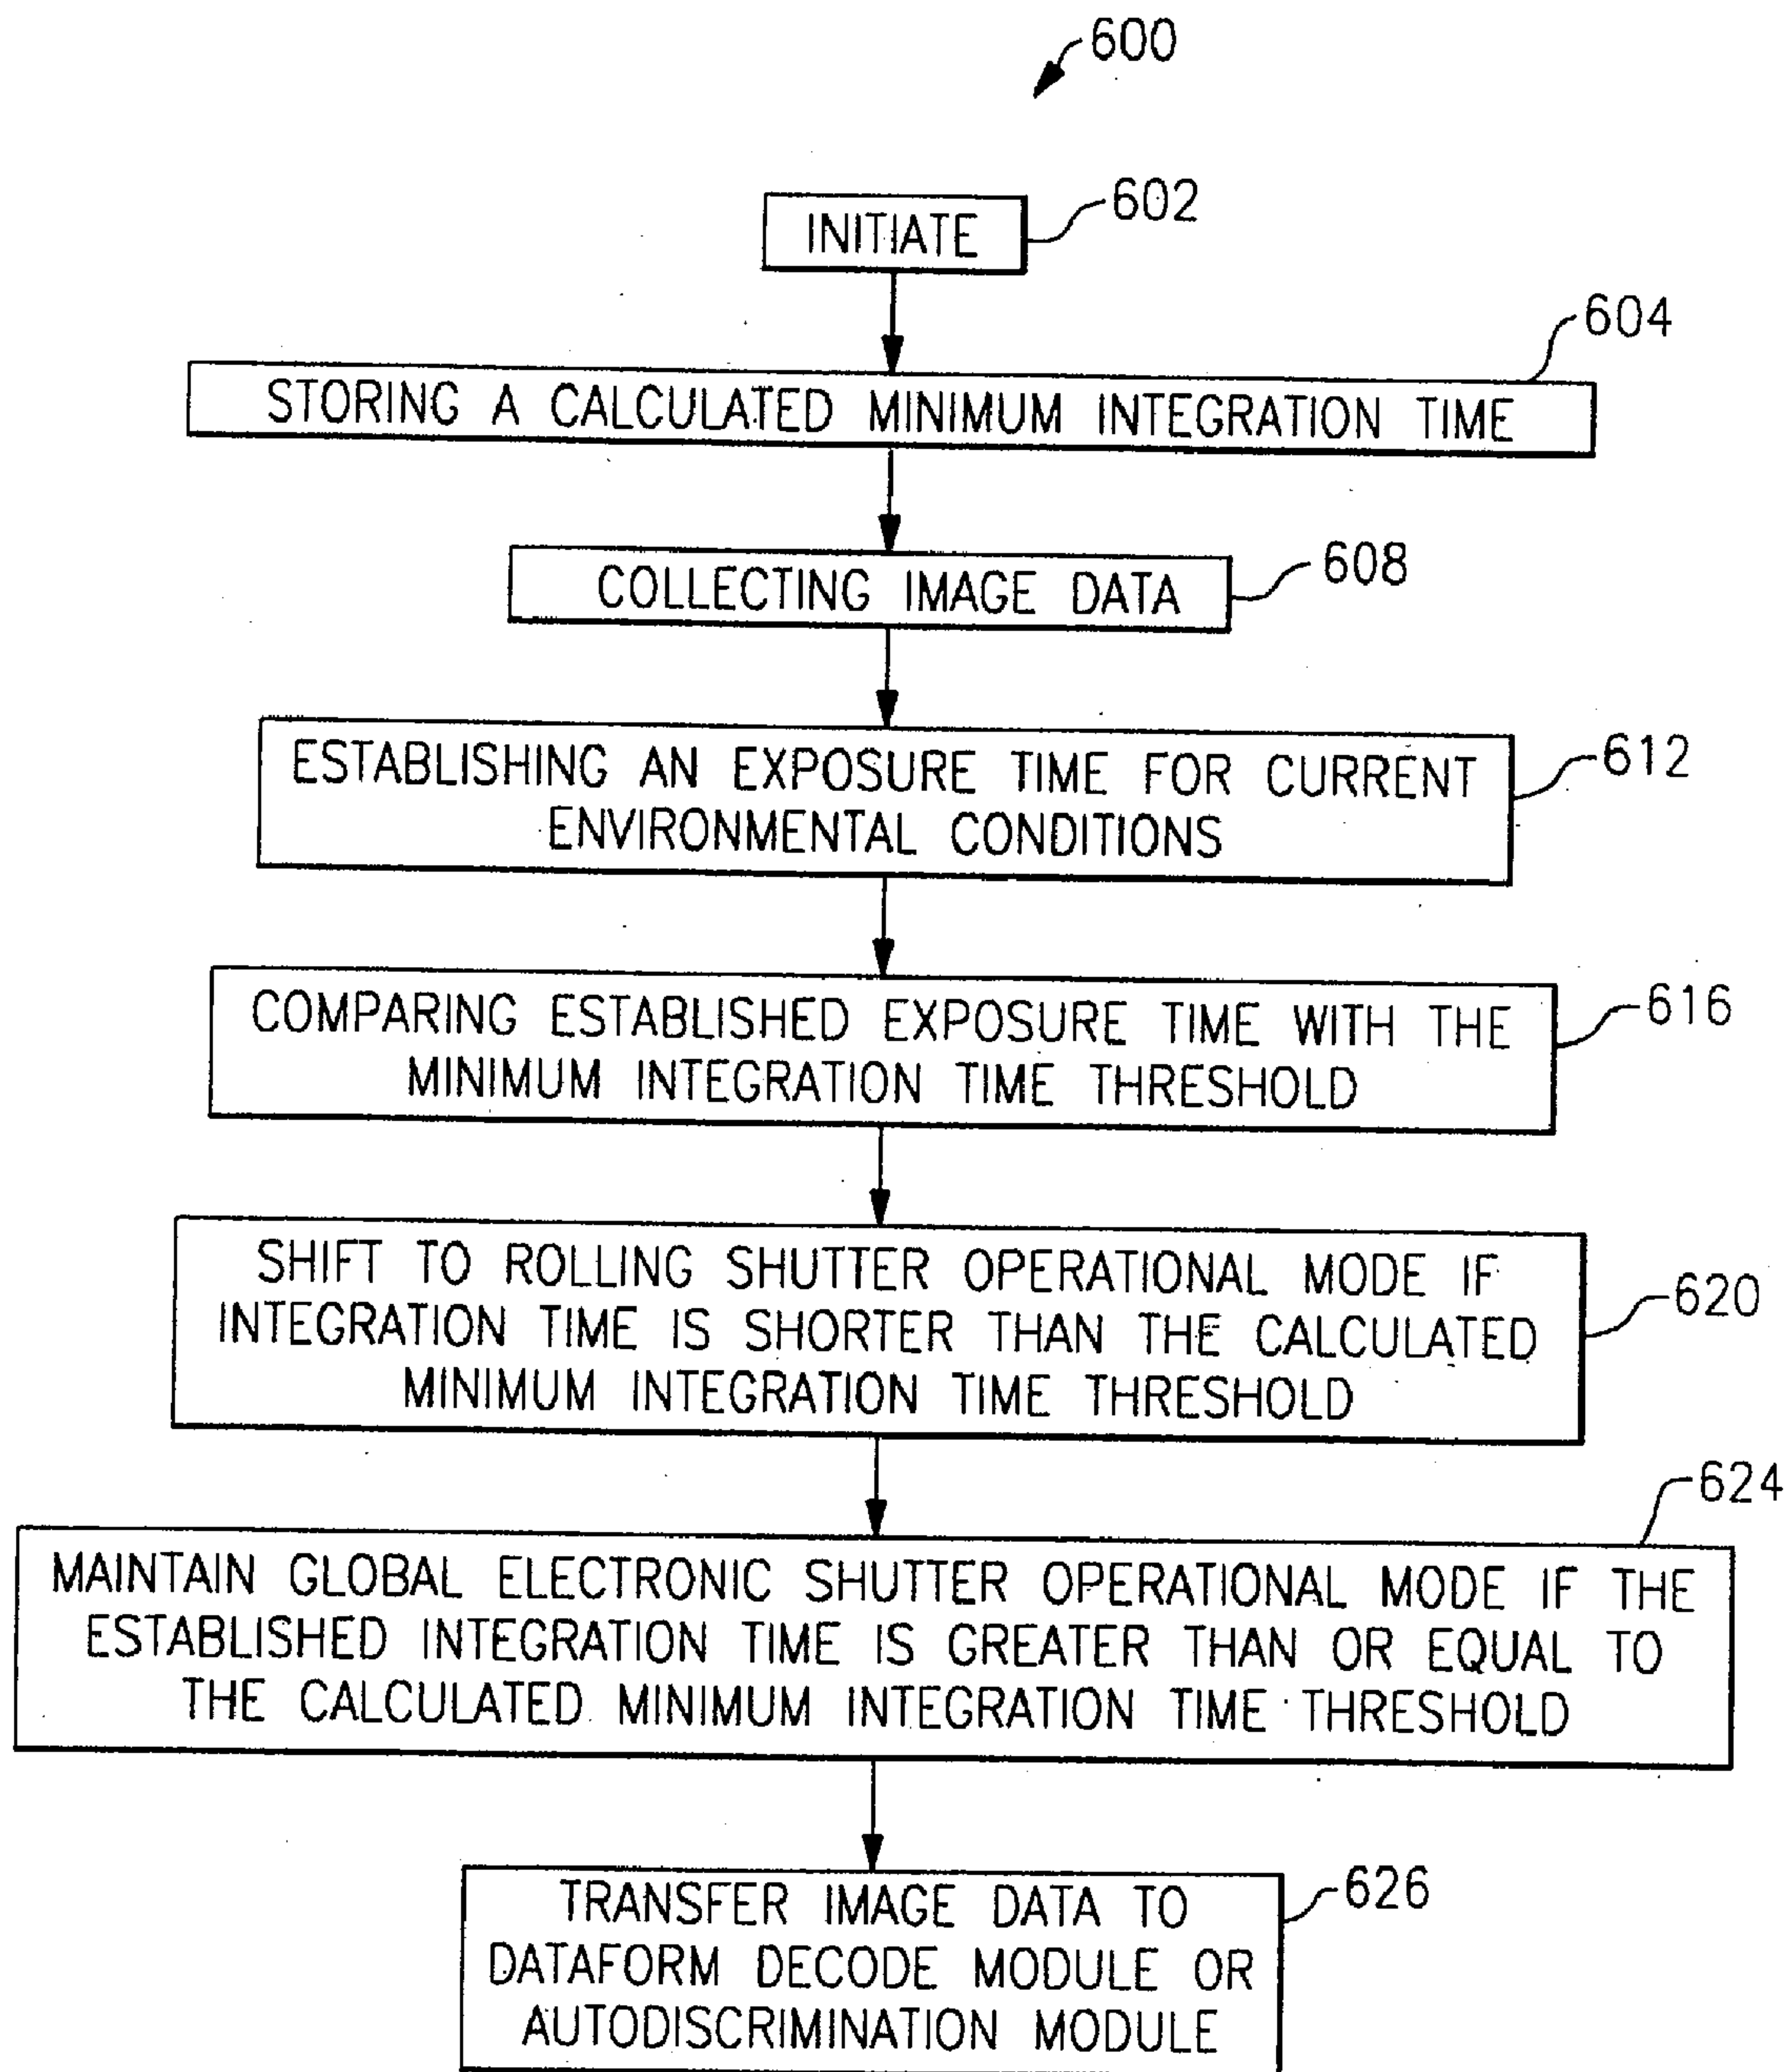 600
INITIATE
602
604
STORING A CALCULATED MINIMUM INTEGRATION TIME
COLLECTING IMAGE DATA
608
ESTABLISHING AN EXPOSURE TIME FOR CURRENT
ENVIRONMENTAL CONDITIONS
612
COMPARING ESTABLISHED EXPOSURE TIME WITH THE
MINIMUM INTEGRATION TIME THRESHOLD
616
SHIFT TO ROLLING SHUTTER OPERATIONAL MODE IF
INTEGRATION TIME IS SHORTER THAN THE CALCULATED
MINIMUM INTEGRATION TIME THRESHOLD
620
624
MAINTAIN GLOBAL ELECTRONIC SHUTTER OPERATIONAL MODE IF THE
ESTABLISHED INTEGRATION TIME IS GREATER THAN OR EQUAL TO
THE CALCULATED MINIMUM INTEGRATION TIME THRESHOLD
TRANSFER IMAGE DATA TO
DATAFORM DECODE MODULE OR
AUTODISCRIMINATION MODULE
626